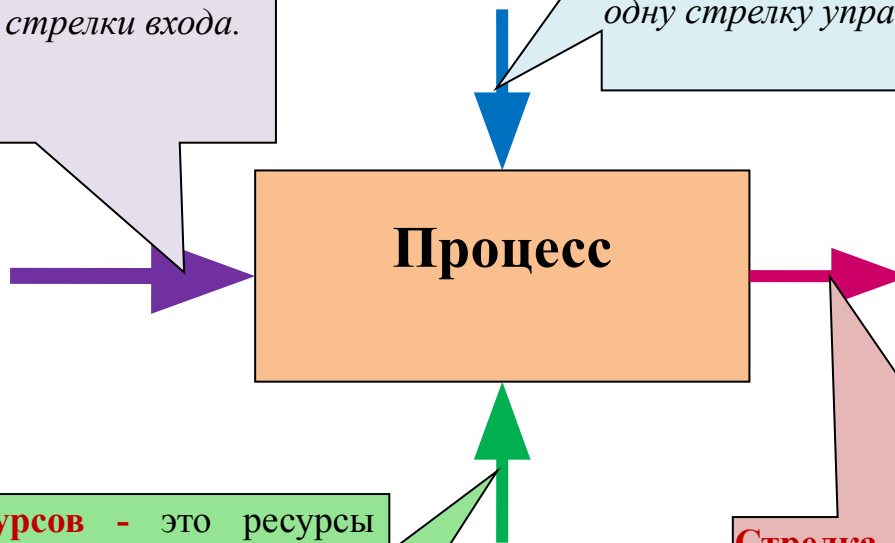 стрелки входа.
одну стрелку упра
Процесс
урсов - это ресурсы
Стрелка